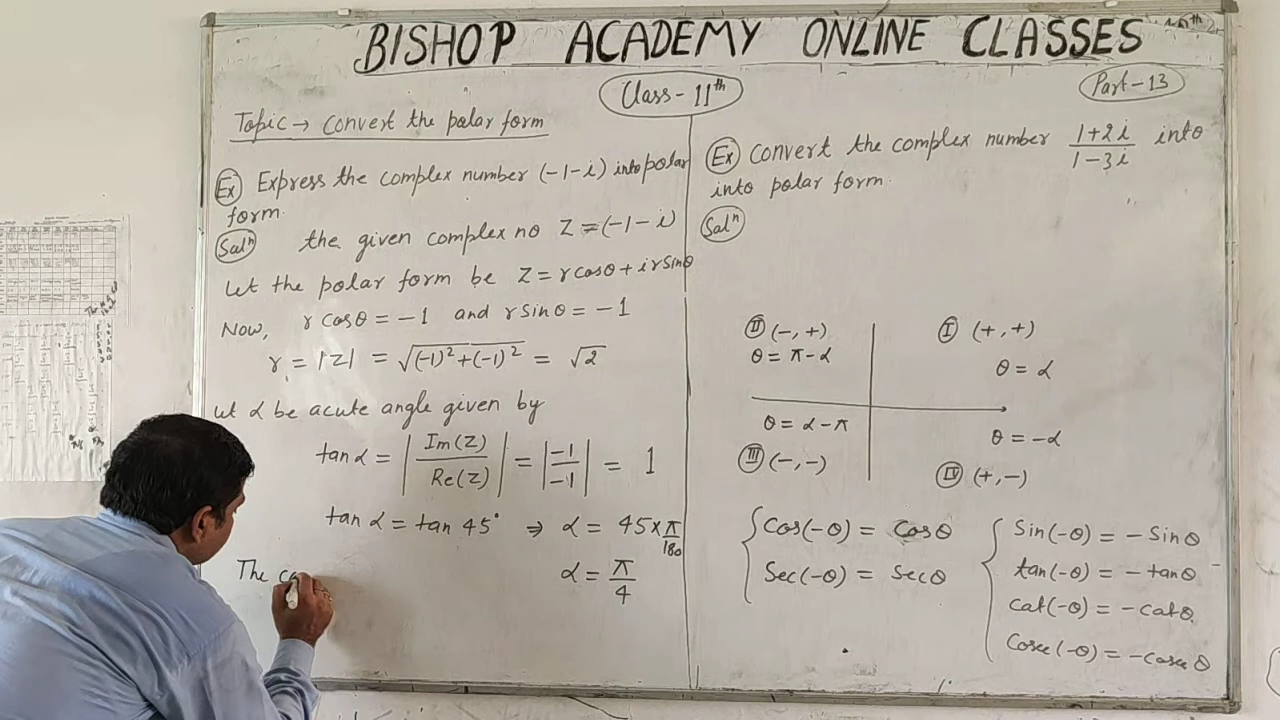 BISHOP ACADEMY ONLINE CLASSES
Class-11th
Part-13
Topic → Convert the polar form
Ex Express the complex number (-1-i) into polar
form.
Solⁿ the given complex no Z = (-1-i)
Let the polar form be Z = r cosθ + i r sinθ
Now, r cosθ = -1 and r sinθ = -1
r = |Z| = √(-1)² + (-1)² = √2
Let α be acute angle given by
tan α = |Im(Z)/Re(Z)| = |-1/-1| = 1
tan α = tan 45° ⇒ α = 45 × π/180
α = π/4
The co
Ex Convert the complex number 1+2i/1-3i into
into polar form.
Solⁿ
II (-, +)
θ = π - α
I (+, +)
θ = α
θ = α - π
III (-, -)
θ = -α
IV (+, -)
Cos(-θ) = Cosθ
Sec(-θ) = Secθ
Sin(-θ) = - Sinθ
tan(-θ) = - tanθ
Cot(-θ) = - cotθ
Cosec(-θ) = - cosec θ